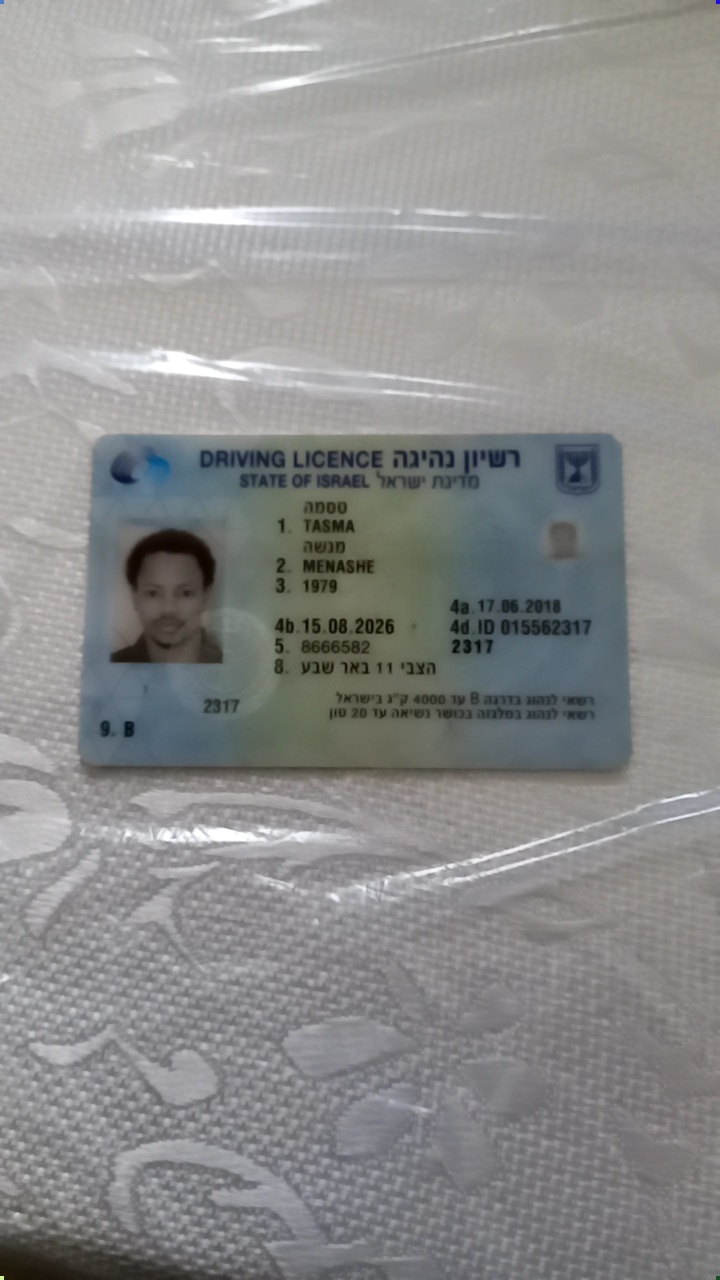 DRIVING LICENCE רשיון נהיגה
STATE OF ISRAEL מדינת ישראל
טסמה
1. TASMA
מנשה
2. MENASHE
3. 1979
4a.17.06.2018
4b.15.08.2026
4d.ID 015562317
5. 8666582
2317
8. הצבי 11 באר שבע
2317
רשאי לנהוג בדרגה B עד 4000 ק"ג בישראל
רשאי לנהוג במלגזה בכושר נשיאה עד 20 טון
9. B